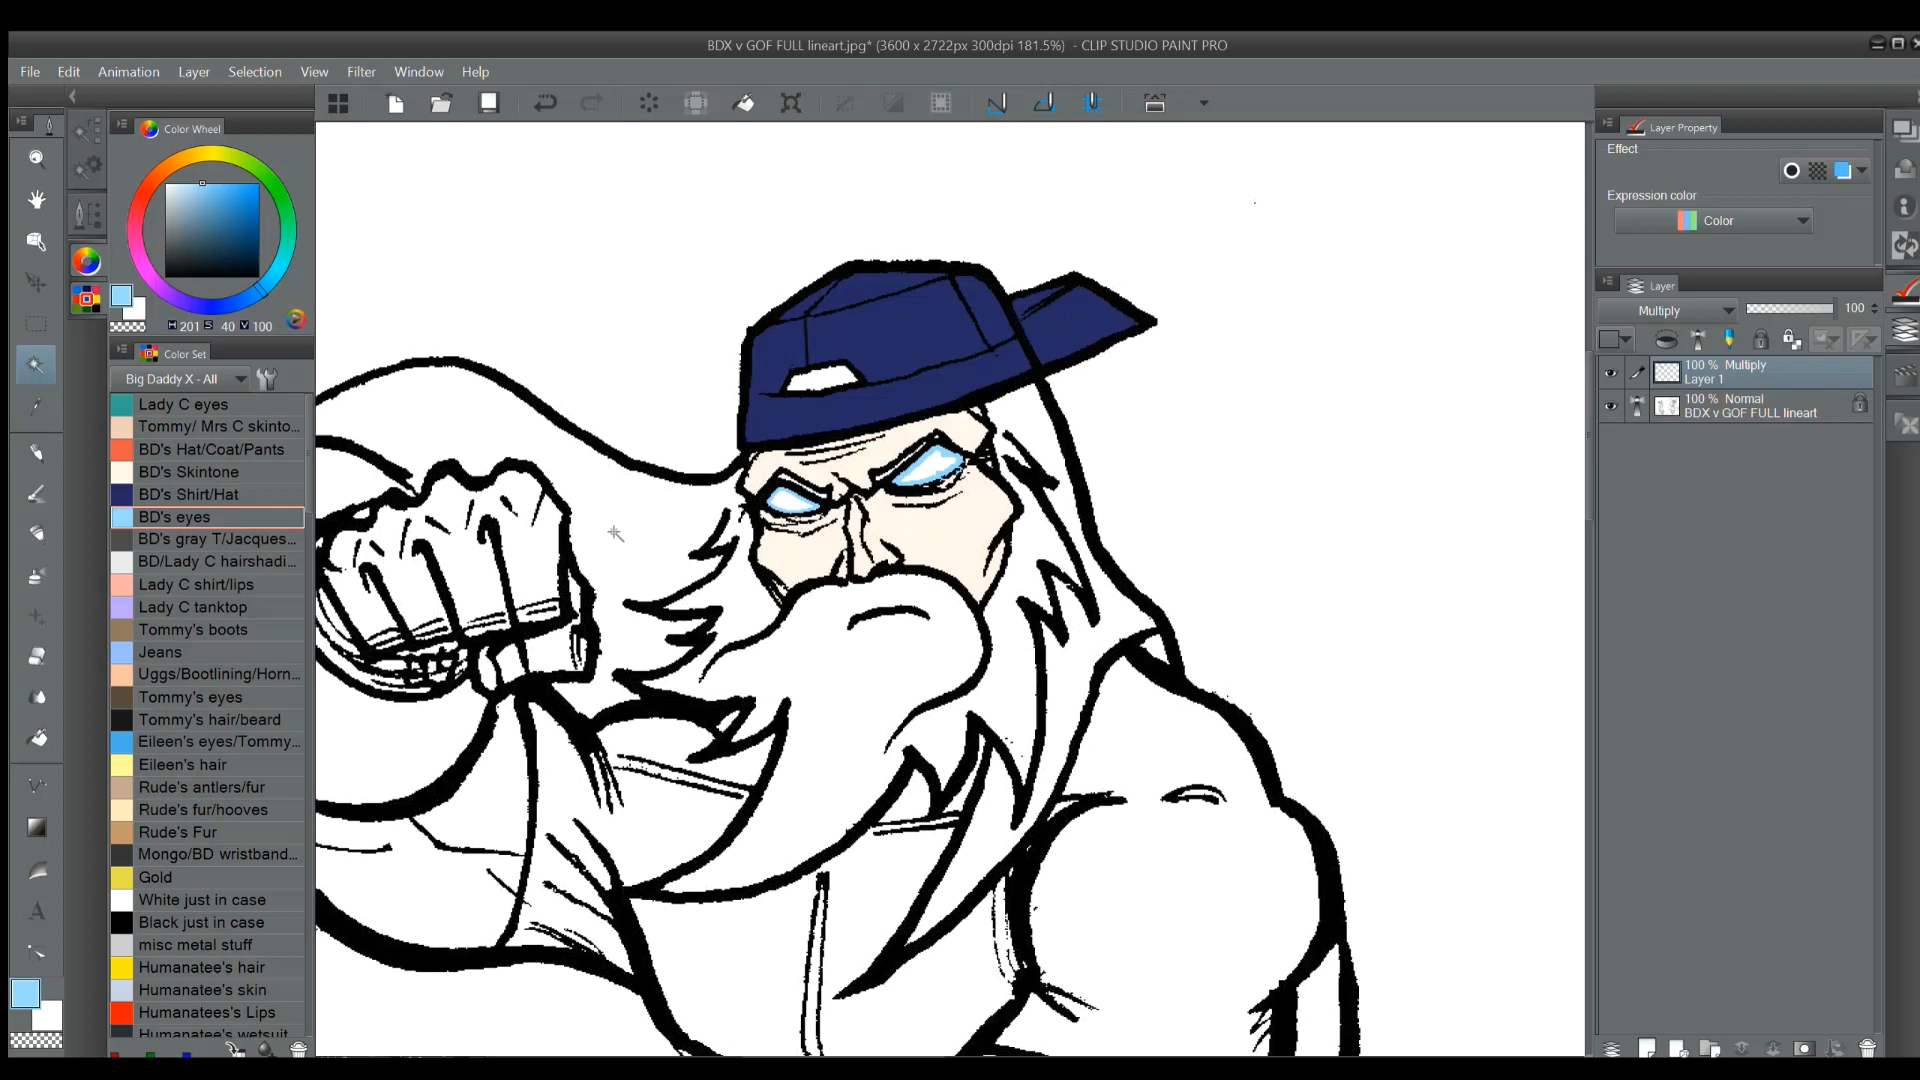 BDX v GOF FULL lineart.jpg* (3600 x 2722px 300dpi 181.5%) - CLIP STUDIO PAINT PRO
File Edit Animation Layer Selection View Filter Window Help
Color Wheel
H 201 S 40 V 100
Color Set
Big Daddy X - All
Lady C eyes
Tommy/ Mrs C skinto...
BD's Hat/Coat/Pants
BD's Skintone
BD's Shirt/Hat
BD's eyes
BD's gray T/Jacques...
BD/Lady C hairshadi...
Lady C shirt/lips
Lady C tanktop
Tommy's boots
Jeans
Uggs/Bootlining/Horn...
Tommy's eyes
Tommy's hair/beard
Eileen's eyes/Tommy...
Eileen's hair
Rude's antlers/fur
Rude's fur/hooves
Rude's Fur
Mongo/BD wristband...
Gold
White just in case
Black just in case
misc metal stuff
Humanatee's hair
Humanatee's skin
Humanatees's Lips
Humanatee's wetsuit
Layer Property
Effect
Expression color
Color
Layer
Multiply 100
100 % Multiply
Layer 1
100 % Normal
BDX v GOF FULL lineart